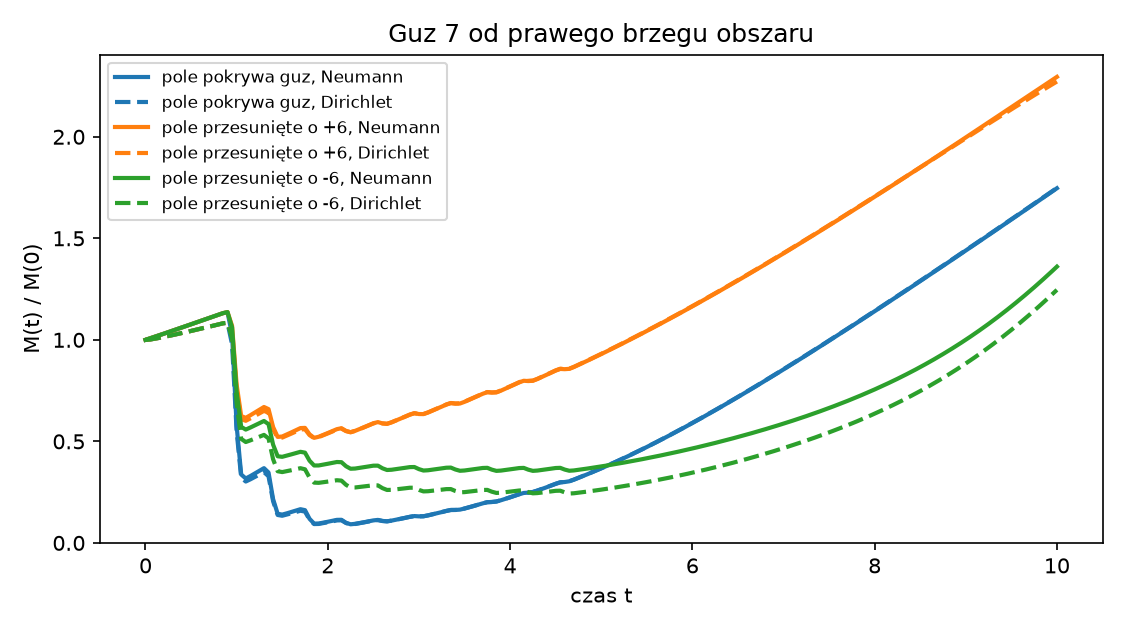 Guz 7 od prawego brzegu obszaru
pole pokrywa guz, Neumann
pole pokrywa guz, Dirichlet
pole przesunięte o +6, Neumann
pole przesunięte o +6, Dirichlet
pole przesunięte o -6, Neumann
pole przesunięte o -6, Dirichlet
M(t) / M(0)
2.0
1.5
1.0
0.5
0.0
0 2 4 6 8 10
czas t